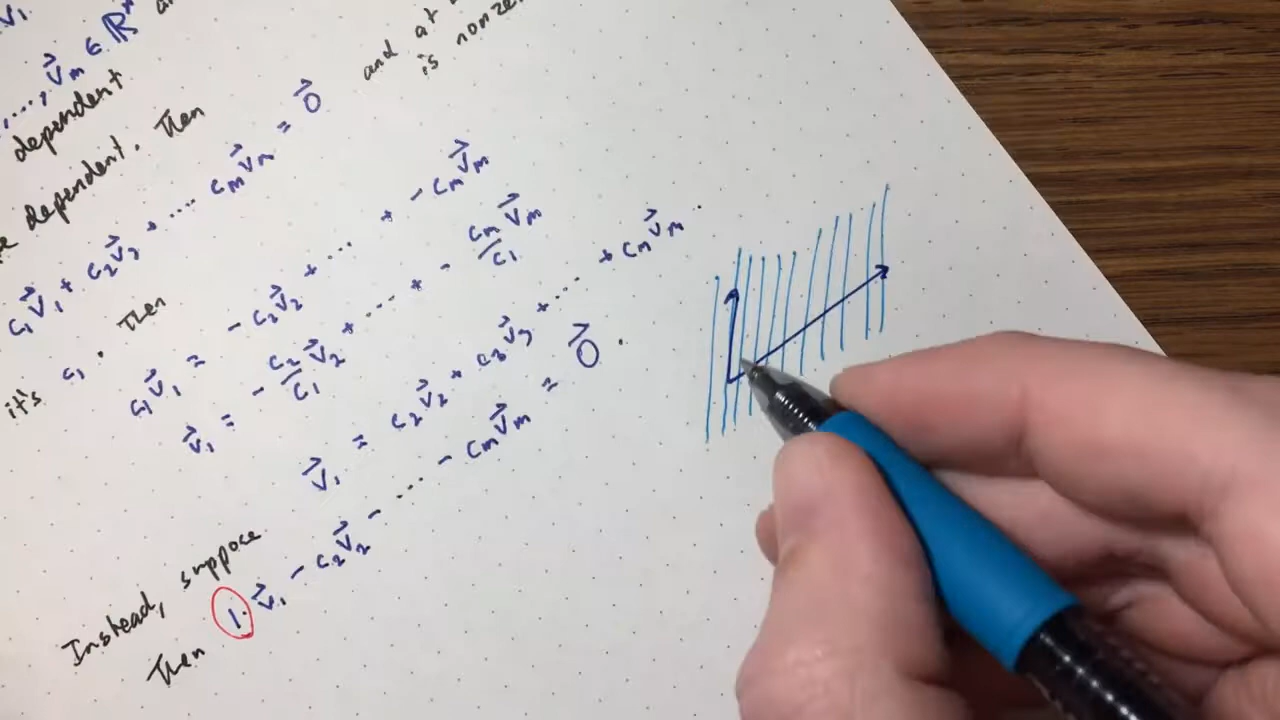 v⃗₁
..., v⃗ₘ ∈ ℝⁿ
dependent
dependent. Then
c₁v⃗₁ + c₂v⃗₂ + .... cₘv⃗ₘ = 0⃗ and at
is nonze
it's c₁. Then
c₁v⃗₁ = -c₂v⃗₂ + ... + -cₘv⃗ₘ
v⃗₁ = -c₂/c₁ v⃗₂ + ... + -cₘ/c₁ v⃗ₘ
Instead, suppose v⃗₁ = c₂v⃗₂ + c₃v⃗₃ + ... + cₘv⃗ₘ.
Then 1·v⃗₁ - c₂v⃗₂ - ... - cₘv⃗ₘ = 0⃗.